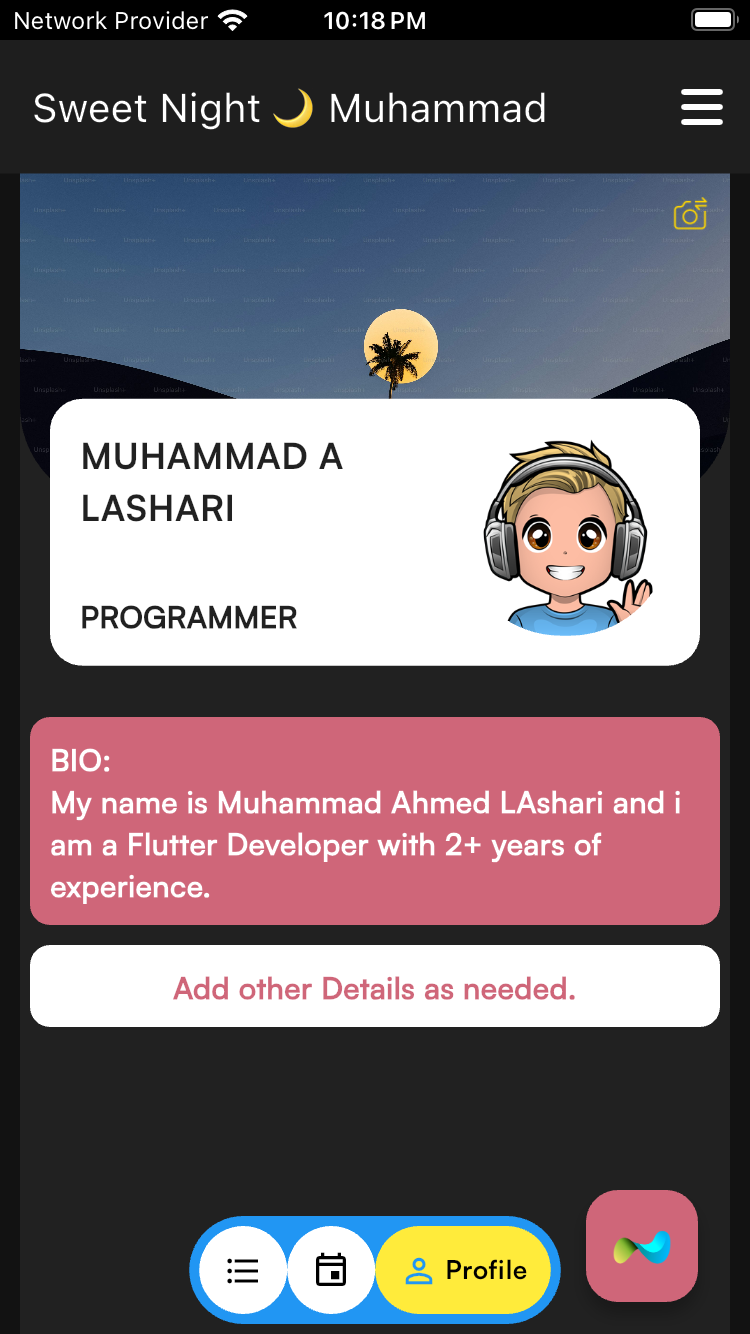 Network Provider 10:18 PM
Sweet Night 🌙 Muhammad
Unsplash+
MUHAMMAD A
LASHARI
PROGRAMMER
BIO:
My name is Muhammad Ahmed LAshari and i
am a Flutter Developer with 2+ years of
experience.
Add other Details as needed.
Profile